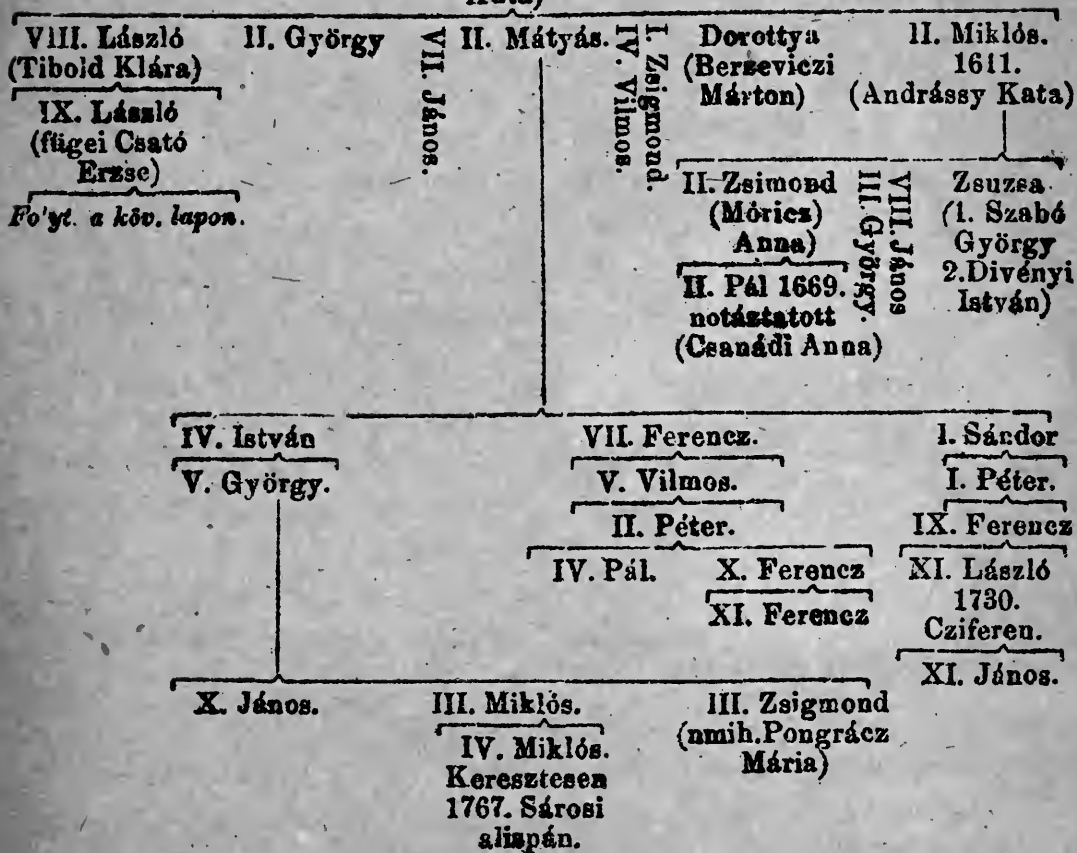 VIII. László
(Tibold Klára)
IX. László
(fügei Csató
Erzse)
Fo'yt. a köv. lapon.
II. György
VII. János.
II. Mátyás.
I. Zsigmond.
IV. Vilmos.
Dorottya
(Berzeviczi
Márton)
II. Miklós.
1611.
(Andrássy Kata)
II. Zsimond
(Móricz)
Anna)
II. Pál 1669.
notáztatott
(Csanádi Anna)
VIII. János
III. György.
Zsuzsa
(1. Szabó
György
2. Divényi
István)
IV. István
V. György.
VII. Ferencz.
V. Vilmos.
II. Péter.
IV. Pál.
X. Ferencz
XI. Ferencz
I. Sándor
I. Péter.
IX. Ferencz
XI. László
1730.
Cziferen.
XI. János.
X. János.
III. Miklós.
IV. Miklós.
Keresztesen
1767. Sárosi
alispán.
III. Zsigmond
(nmih. Pongrácz
Mária)